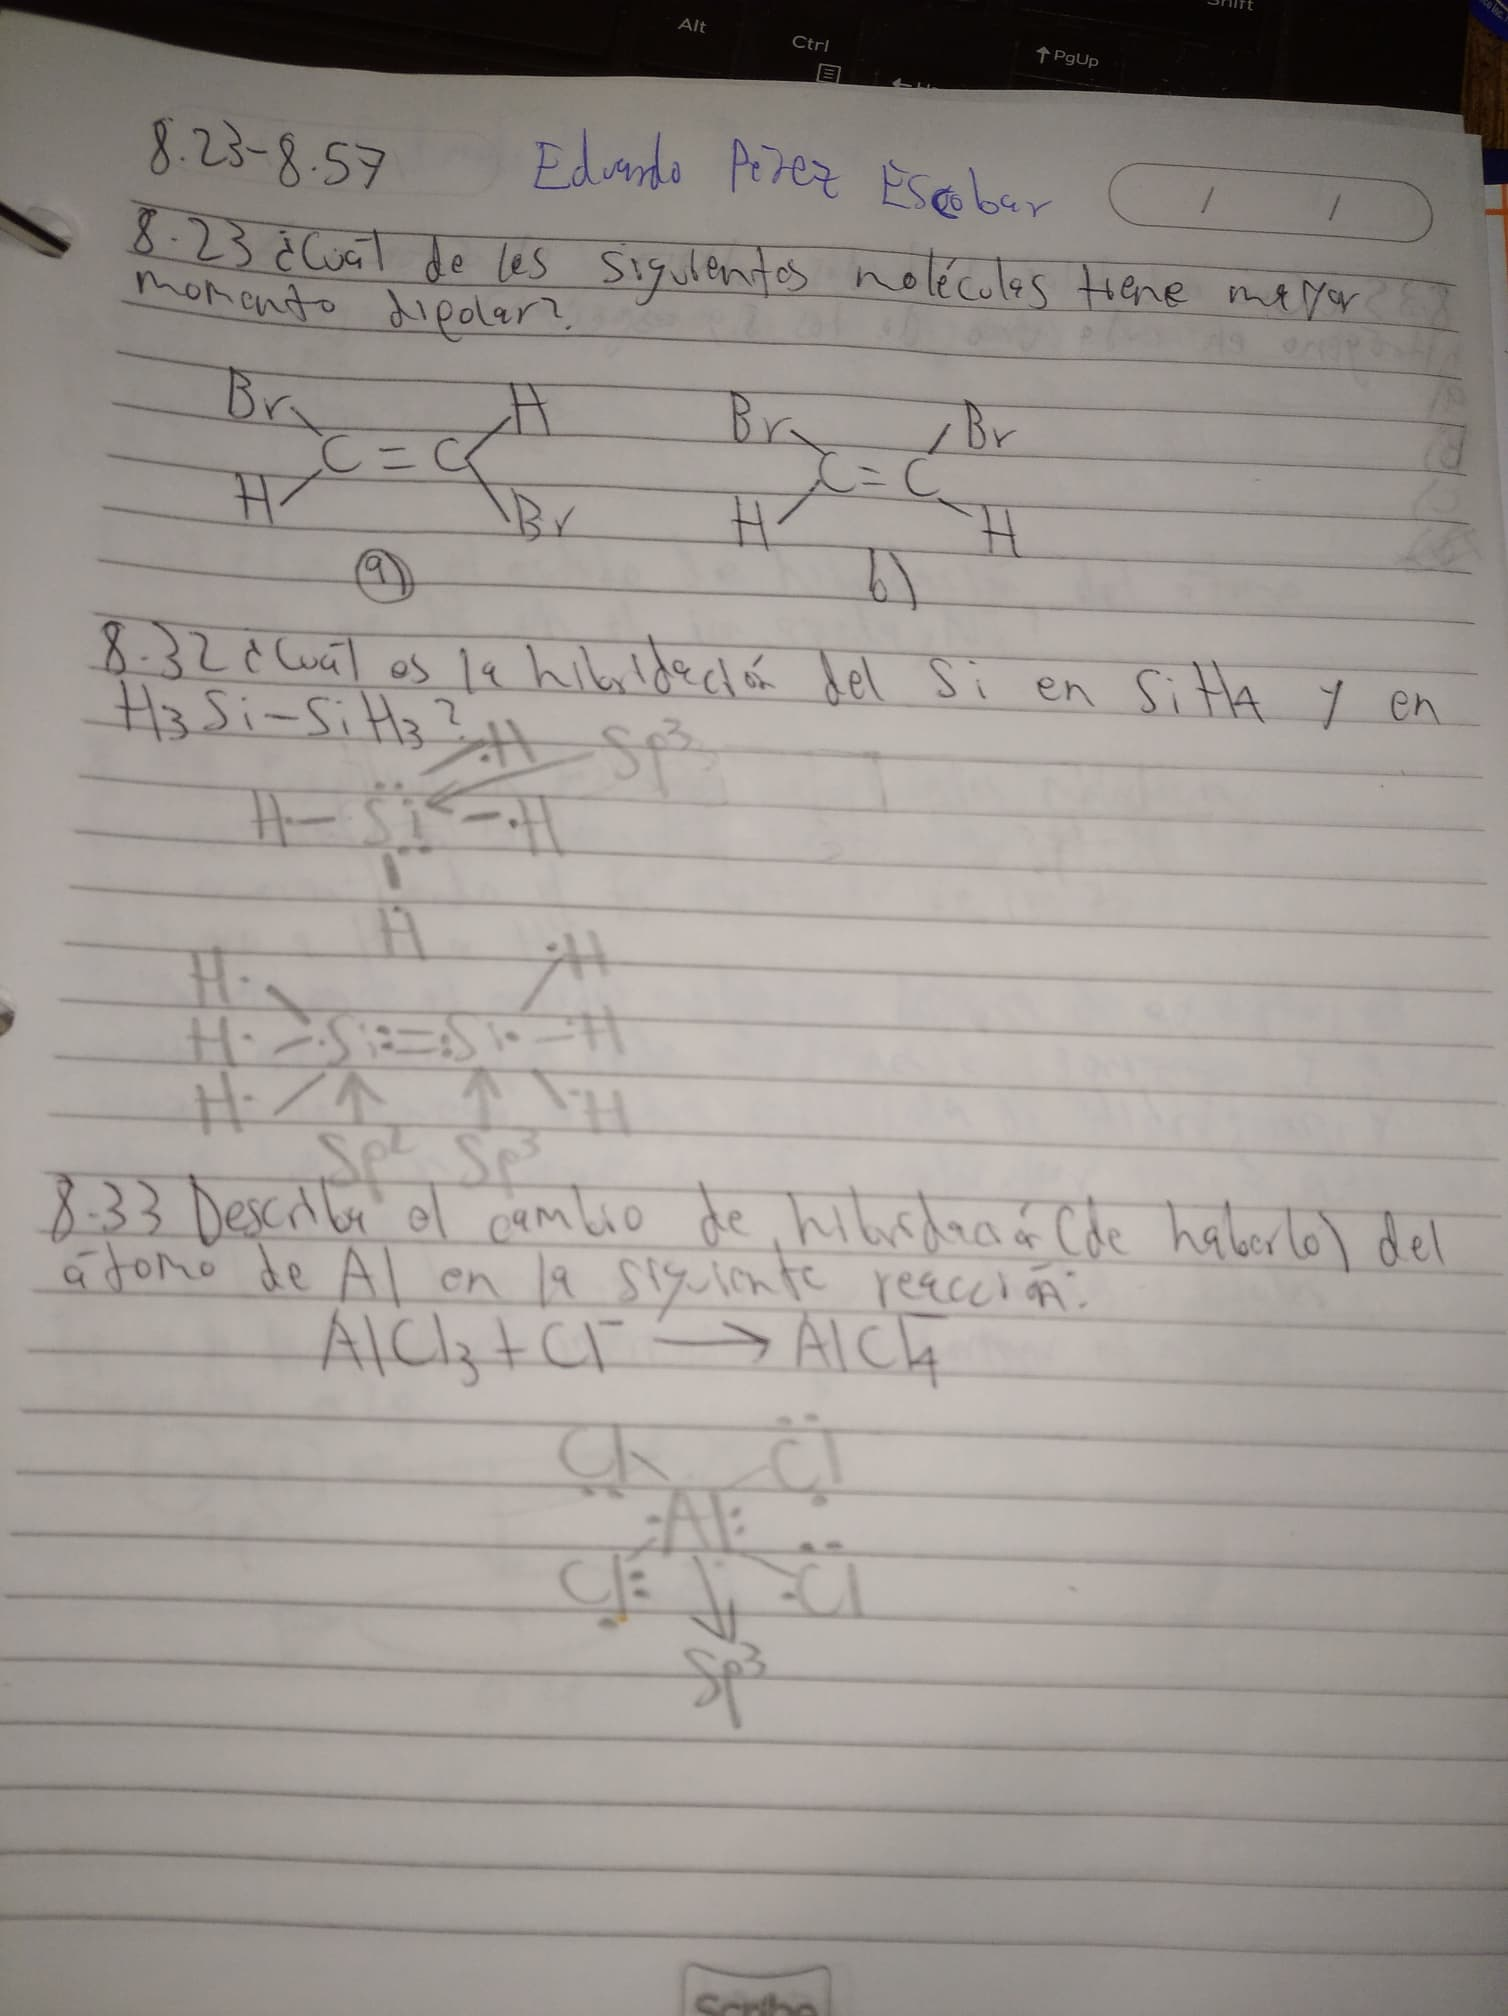 Shift
Alt
Ctrl
PgUp
8.23-8.57 Eduardo Pérez Escobar / /
8.23 ¿Cuál de las siguientes moléculas tiene mayor
momento dipolar?
Br H Br Br
C=C C=C
H Br H H
a) b)
8.32 ¿Cuál es la hibridación del Si en SiH4 y en
H3Si-SiH3?
H Sp3
H-Si-H
H
H H
H Si=Si-H
H H
Sp2 Sp3
8.33 Describa el cambio de hibridación (de haberlo) del
átomo de Al en la siguiente reacción:
AlCl3 + Cl⁻ → AlCl4⁻
Cl Cl
Al
Cl Cl
Sp3
Scribe